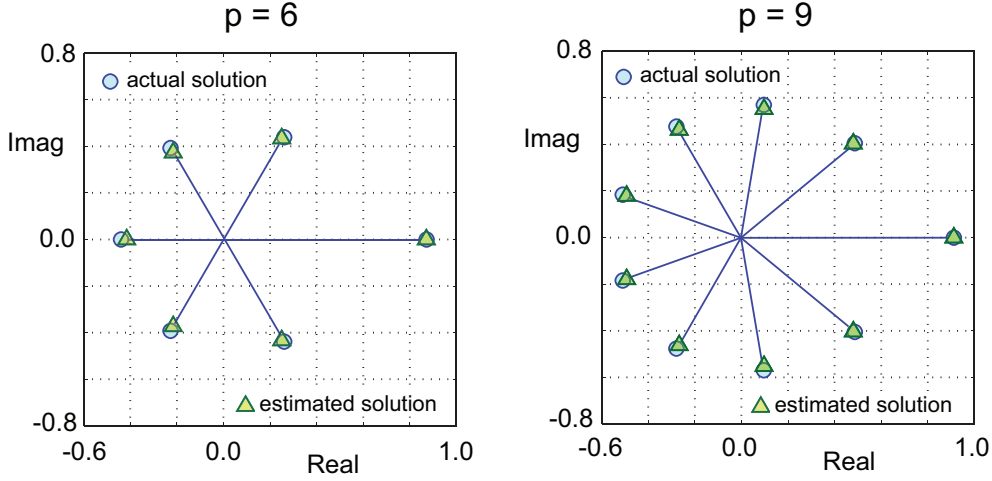 p = 6
0.8
actual solution
Imag
0.0
estimated solution
-0.8
-0.6
0.0
1.0
Real
p = 9
0.8
actual solution
Imag
0.0
estimated solution
-0.8
-0.6
0.0
1.0
Real